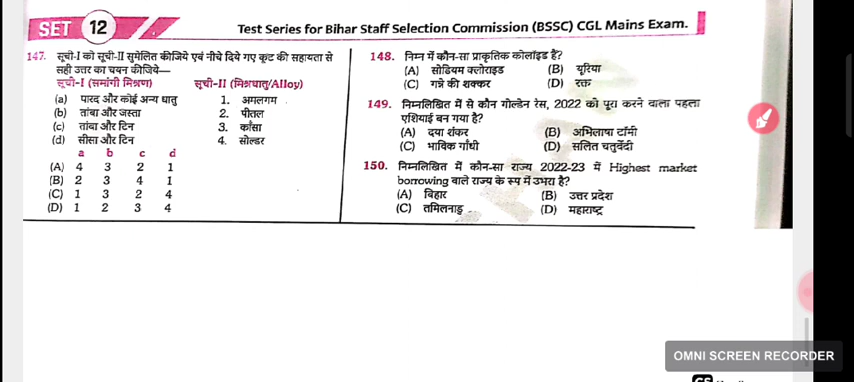 SET 12
Test Series for Bihar Staff Selection Commission (BSSC) CGL Mains Exam.
147. सूची-I को सूची-II सुमेलित कीजिये एवं नीचे दिये गए कूट की सहायता से
सही उत्तर का चयन कीजिये—
सूची-I (समांगी मिश्रण) सूची-II (मिश्रधातु/Alloy)
(a) पारद और कोई अन्य धातु 1. अमलगम
(b) तांबा और जस्ता 2. पीतल
(c) तांबा और टिन 3. काँसा
(d) सीसा और टिन 4. सोल्डर
a b c d
(A) 4 3 2 1
(B) 2 3 4 1
(C) 1 3 2 4
(D) 1 2 3 4
148. निम्न में कौन-सा प्राकृतिक कोलॉइड है?
(A) सोडियम क्लोराइड (B) यूरिया
(C) गन्ने की शक्कर (D) रक्त
149. निम्नलिखित में से कौन गोल्डेन रेस, 2022 को पूरा करने वाला पहला
एशियाई बन गया है?
(A) दया शंकर (B) अभिलाषा टॉमी
(C) भाविक गाँधी (D) ललित चतुर्वेदी
150. निम्नलिखित में कौन-सा राज्य 2022-23 में Highest market
borrowing वाले राज्य के रूप में उभरा है?
(A) बिहार (B) उत्तर प्रदेश
(C) तमिलनाडु (D) महाराष्ट्र
OMNI SCREEN RECORDER